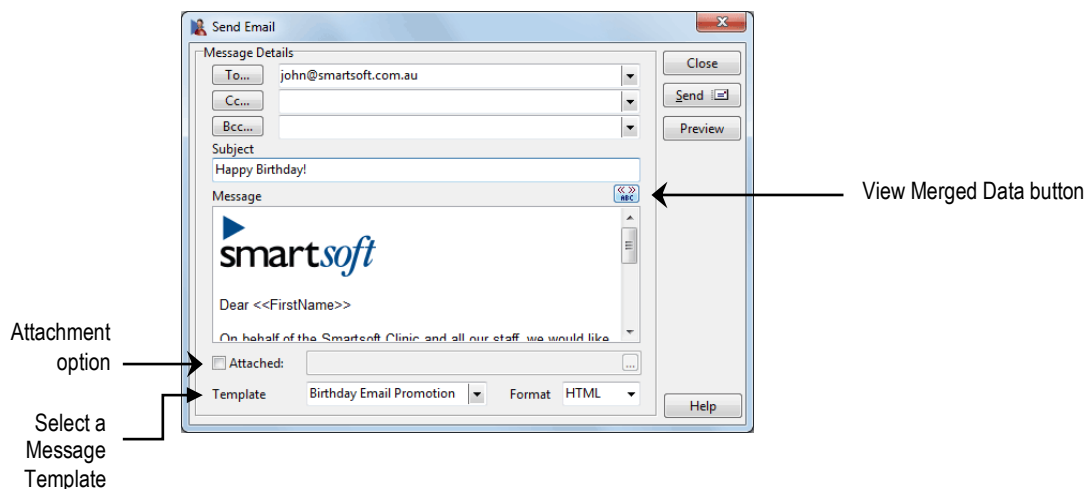 Send Email
Message Details
Close
To... john@smartsoft.com.au
Cc...
Send
Bcc...
Preview
Subject
Happy Birthday!
Message
« »
ABC
View Merged Data button
smartsoft
Dear <<FirstName>>
On behalf of the Smartsoft Clinic and all our staff, we would like
Attachment
option
Attached: ...
Template Birthday Email Promotion Format HTML
Help
Select a
Message
Template